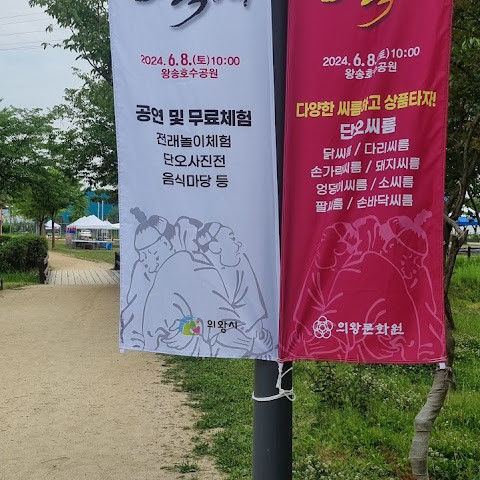 2024. 6. 8.(토) 10:00
왕송호수공원
공연 및 무료체험
전래놀이체험
단오사진전
음식마당 등
의왕시
2024. 6. 8.(토) 10:00
왕송호수공원
다양한 씨름하고 상품타자!
단오씨름
닭씨름 / 다리씨름
손가락씨름 / 돼지씨름
엉덩이씨름 / 소씨름
팔씨름 / 손바닥씨름
의왕문화원